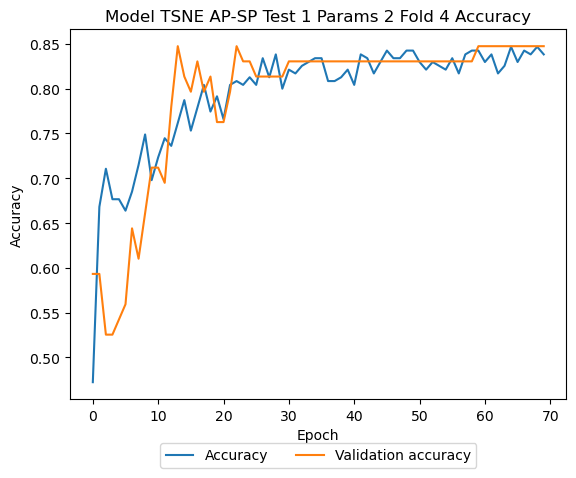 Model TSNE AP-SP Test 1 Params 2 Fold 4 Accuracy
0.85
0.80
0.75
0.70
0.65
0.60
0.55
0.50
Accuracy
0 10 20 30 40 50 60 70
Epoch
Accuracy Validation accuracy